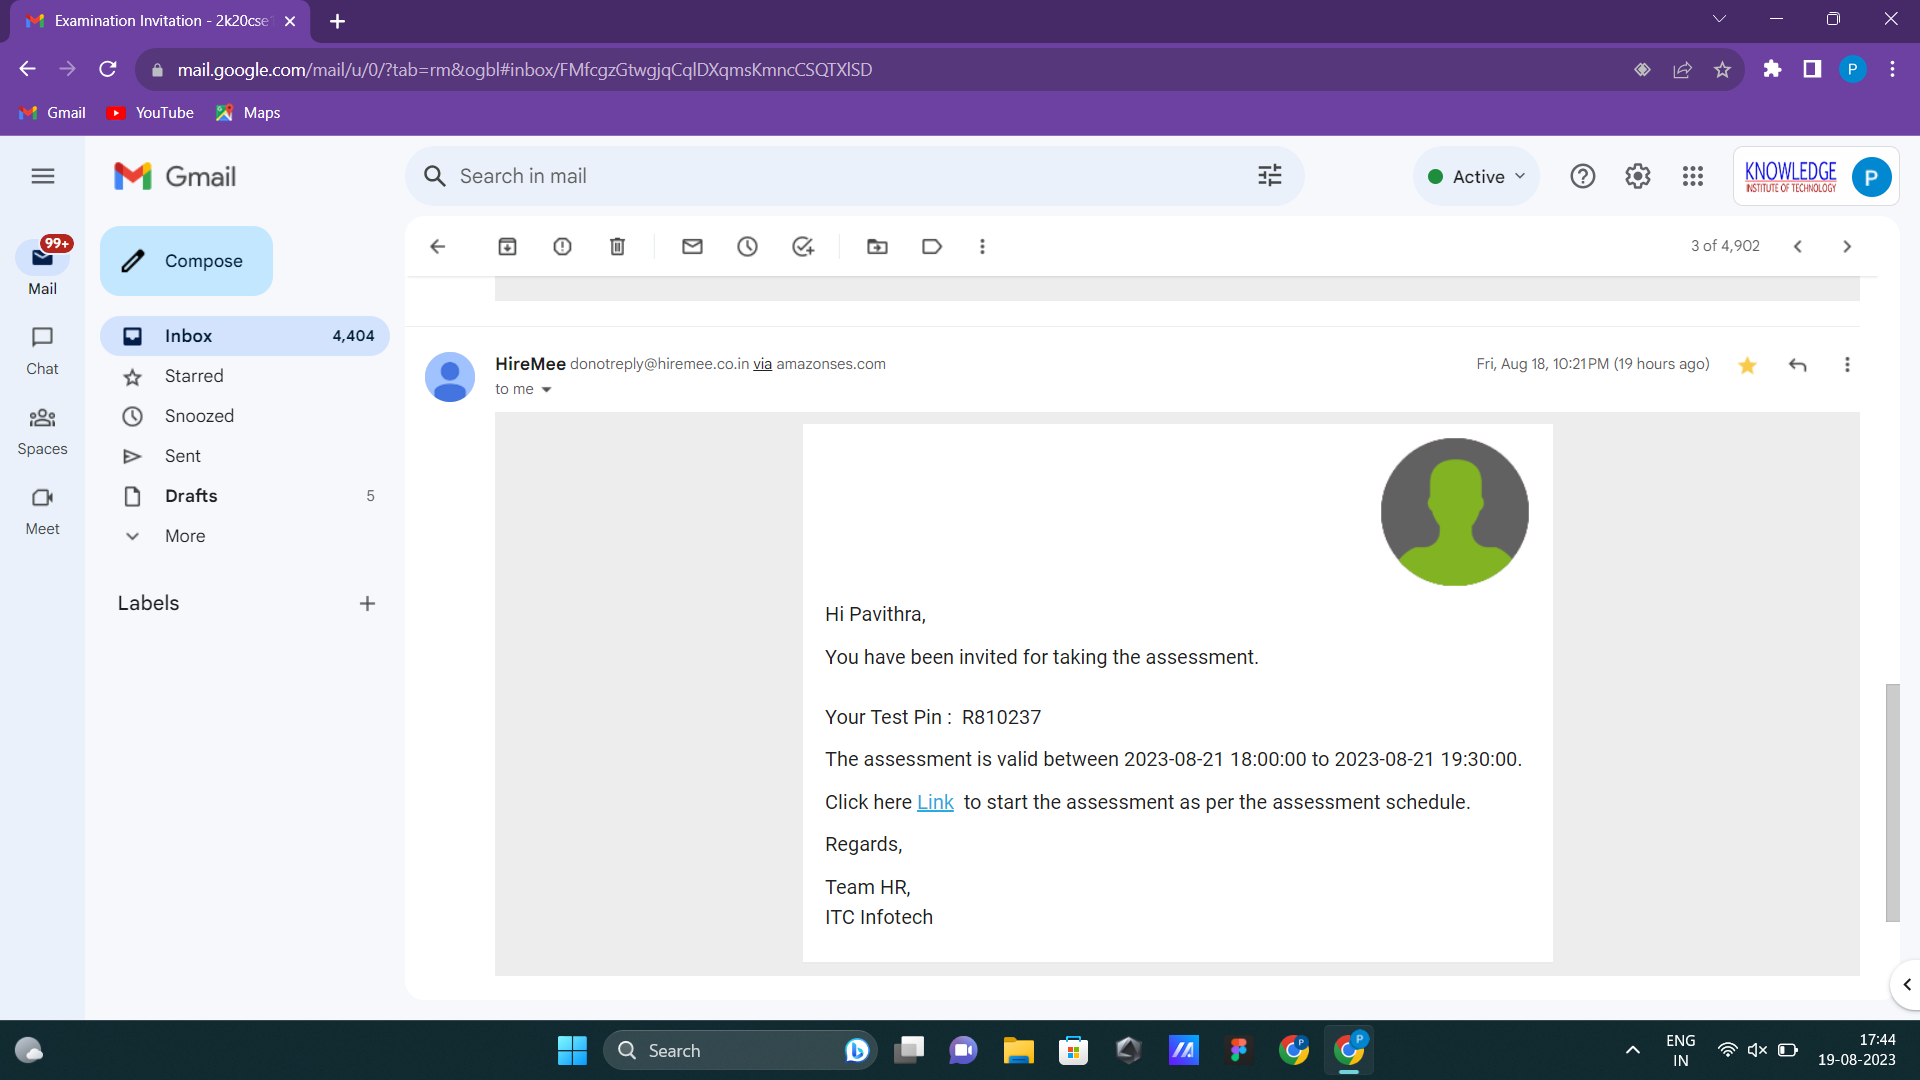 Examination Invitation - 2k20cse
mail.google.com/mail/u/0/?tab=rm&ogbl#inbox/FMfcgzGtwgjqCqlDXqmsKmncCSQTXlSD
P
Gmail YouTube Maps
Gmail
Search in mail
Active
KNOWLEDGE
INSTITUTE OF TECHNOLOGY
P
99+
Mail
Chat
Spaces
Meet
Compose
Inbox 4,404
Starred
Snoozed
Sent
Drafts 5
More
Labels
3 of 4,902
HireMee donotreply@hiremee.co.in via amazonses.com
Fri, Aug 18, 10:21 PM (19 hours ago)
to me
Hi Pavithra,
You have been invited for taking the assessment.
Your Test Pin : R810237
The assessment is valid between 2023-08-21 18:00:00 to 2023-08-21 19:30:00.
Click here Link to start the assessment as per the assessment schedule.
Regards,
Team HR,
ITC Infotech
Search
P
P
ENG
IN
17:44
19-08-2023